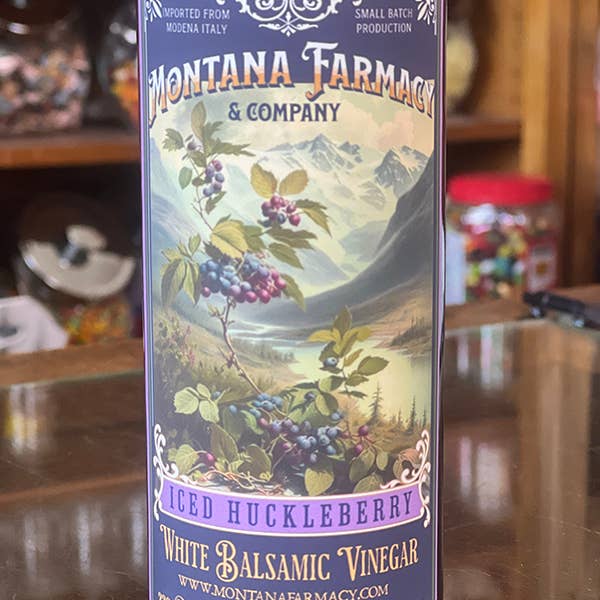 IMPORTED FROM
MODENA ITALY
SMALL BATCH
PRODUCTION
MONTANA FARMACY
& COMPANY
ICED HUCKLEBERRY
WHITE BALSAMIC VINEGAR
WWW.MONTANAFARMACY.COM